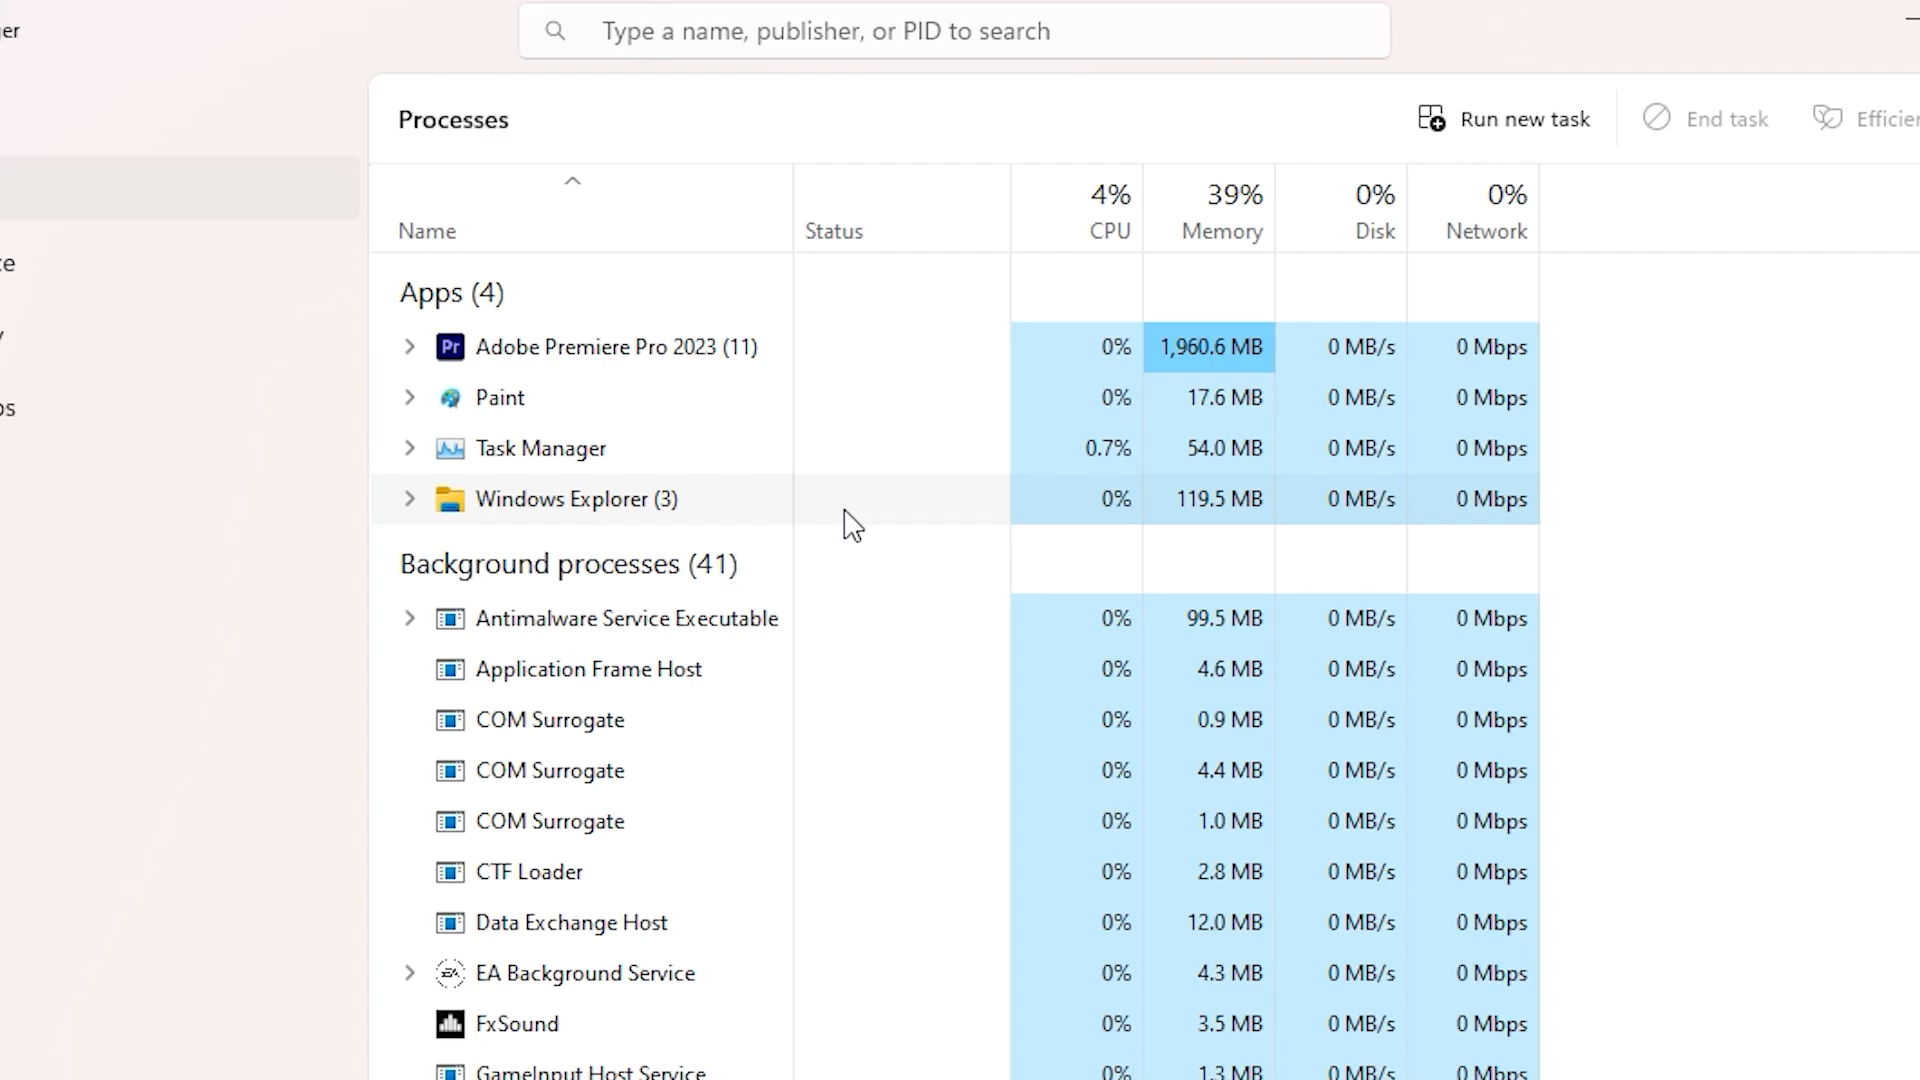 er
Type a name, publisher, or PID to search
Processes
Run new task
End task
Efficien
4%
39%
0%
0%
Name
Status
CPU
Memory
Disk
Network
Apps (4)
Pr Adobe Premiere Pro 2023 (11) 0% 1,960.6 MB 0 MB/s 0 Mbps
Paint 0% 17.6 MB 0 MB/s 0 Mbps
Task Manager 0.7% 54.0 MB 0 MB/s 0 Mbps
Windows Explorer (3) 0% 119.5 MB 0 MB/s 0 Mbps
Background processes (41)
Antimalware Service Executable 0% 99.5 MB 0 MB/s 0 Mbps
Application Frame Host 0% 4.6 MB 0 MB/s 0 Mbps
COM Surrogate 0% 0.9 MB 0 MB/s 0 Mbps
COM Surrogate 0% 4.4 MB 0 MB/s 0 Mbps
COM Surrogate 0% 1.0 MB 0 MB/s 0 Mbps
CTF Loader 0% 2.8 MB 0 MB/s 0 Mbps
Data Exchange Host 0% 12.0 MB 0 MB/s 0 Mbps
EA EA Background Service 0% 4.3 MB 0 MB/s 0 Mbps
FxSound 0% 3.5 MB 0 MB/s 0 Mbps
GameInput Host Service 0% 1.3 MB 0 MB/s 0 Mbps